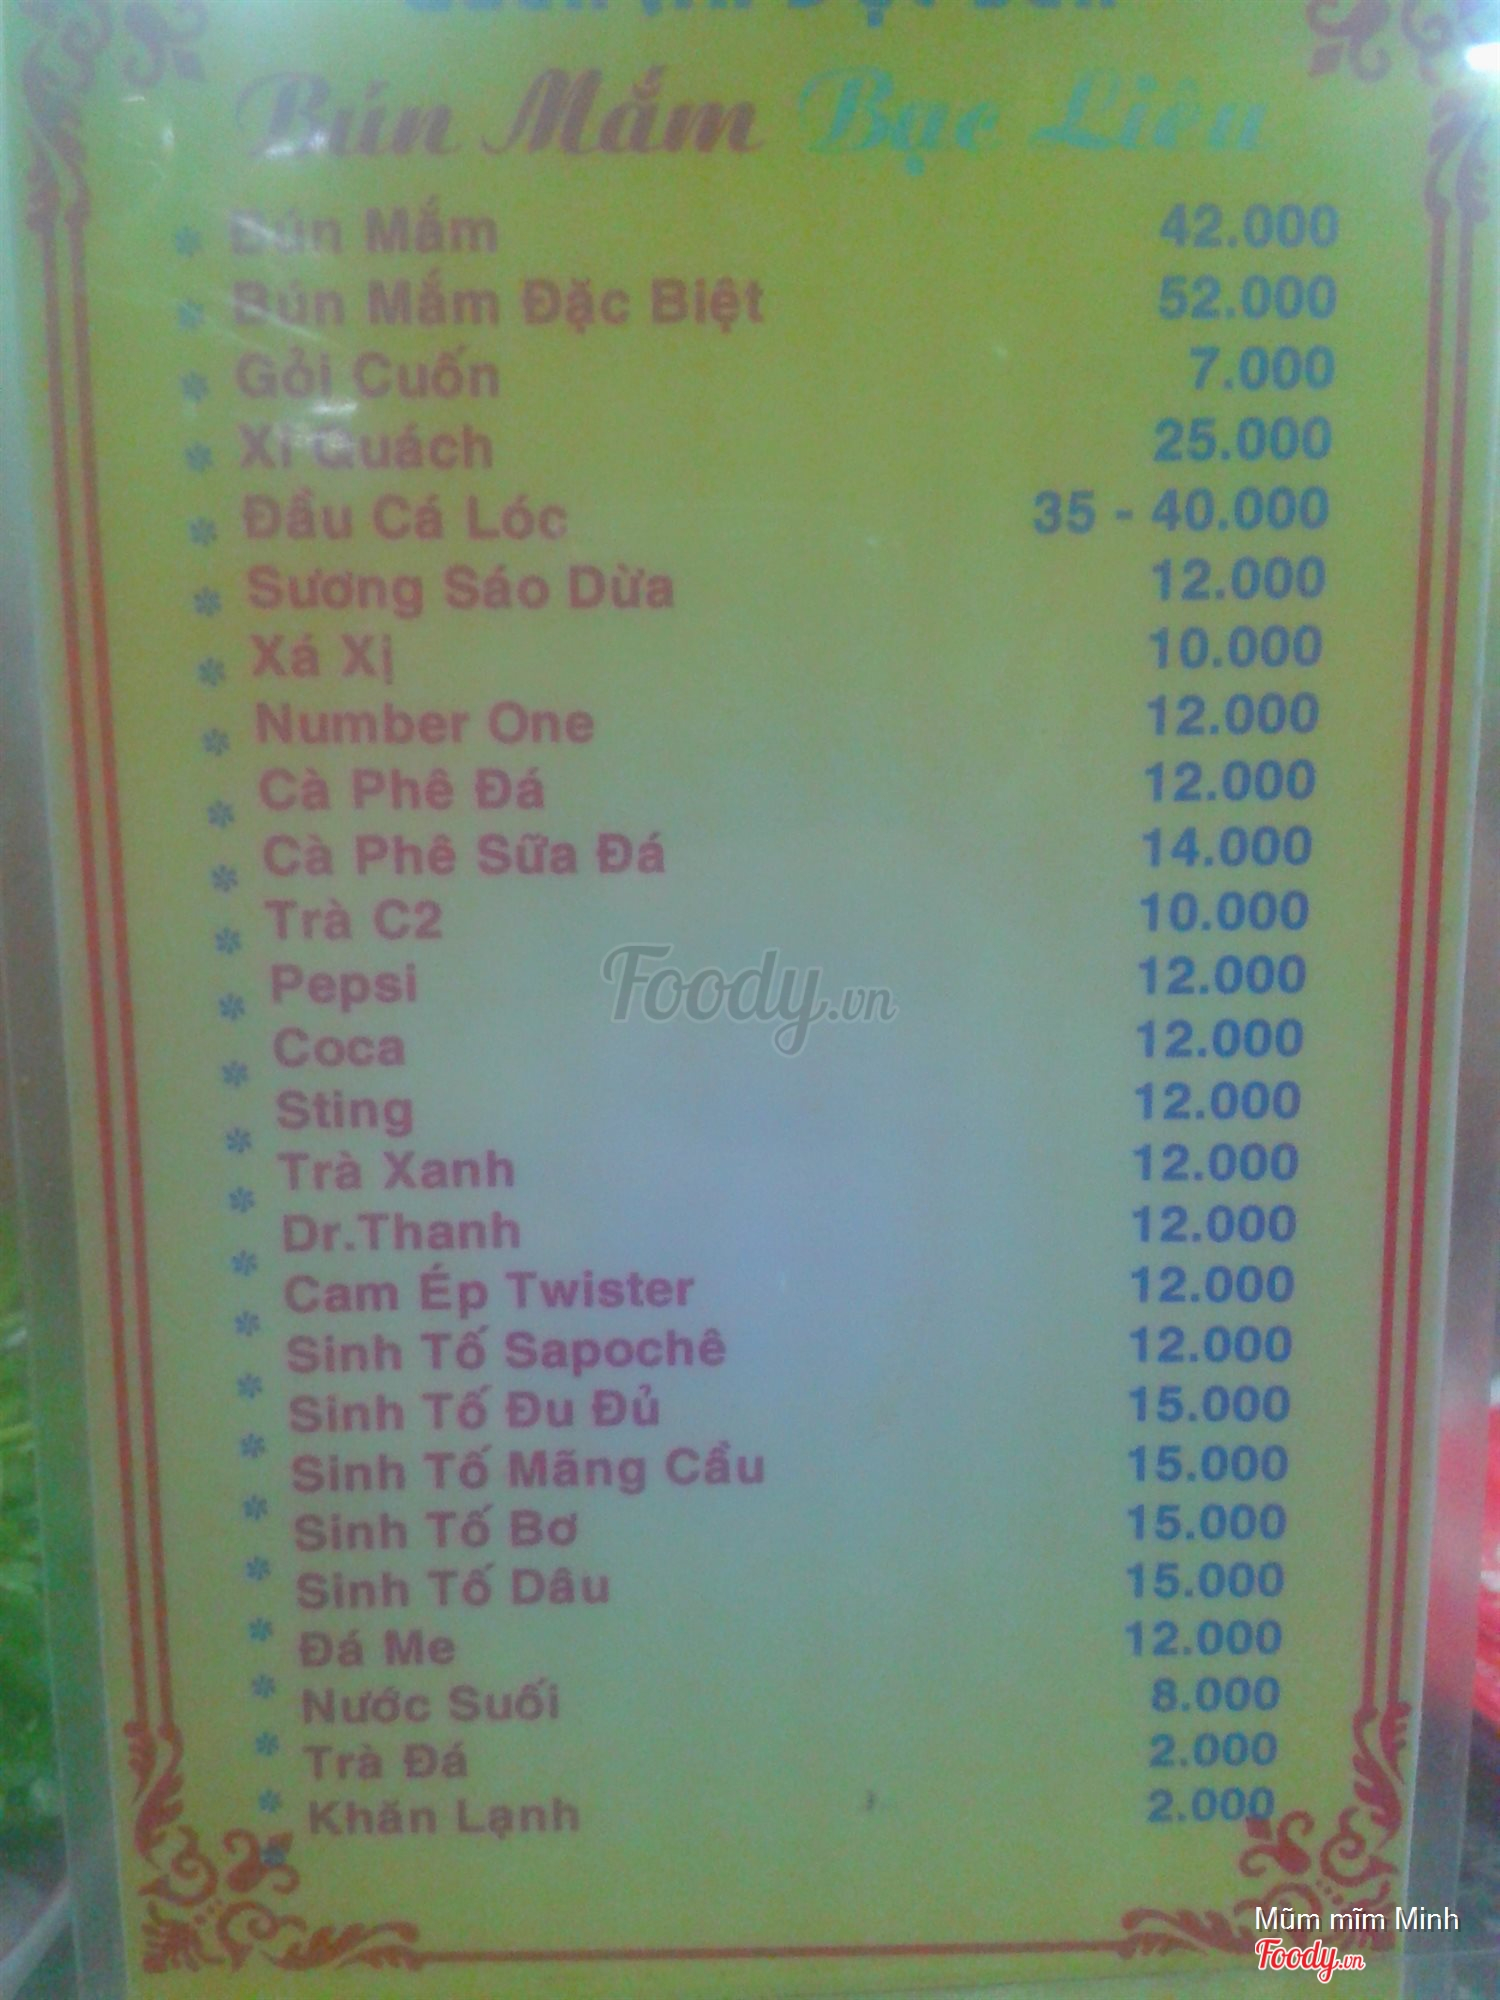 Bún Mắm Bạc Liêu
Bún Mắm 42.000
Bún Mắm Đặc Biệt 52.000
Gỏi Cuốn 7.000
Xí Quách 25.000
Đầu Cá Lóc 35 - 40.000
Sương Sáo Dừa 12.000
Xá Xị 10.000
Number One 12.000
Cà Phê Đá 12.000
Cà Phê Sữa Đá 14.000
Trà C2 10.000
Pepsi 12.000
Coca 12.000
Sting 12.000
Trà Xanh 12.000
Dr.Thanh 12.000
Cam Ép Twister 12.000
Sinh Tố Sapochê 12.000
Sinh Tố Đu Đủ 15.000
Sinh Tố Mãng Cầu 15.000
Sinh Tố Bơ 15.000
Sinh Tố Dâu 15.000
Đá Me 12.000
Nước Suối 8.000
Trà Đá 2.000
Khăn Lạnh 2.000
Foody.vn
Mũm mĩm Minh
Foody.vn